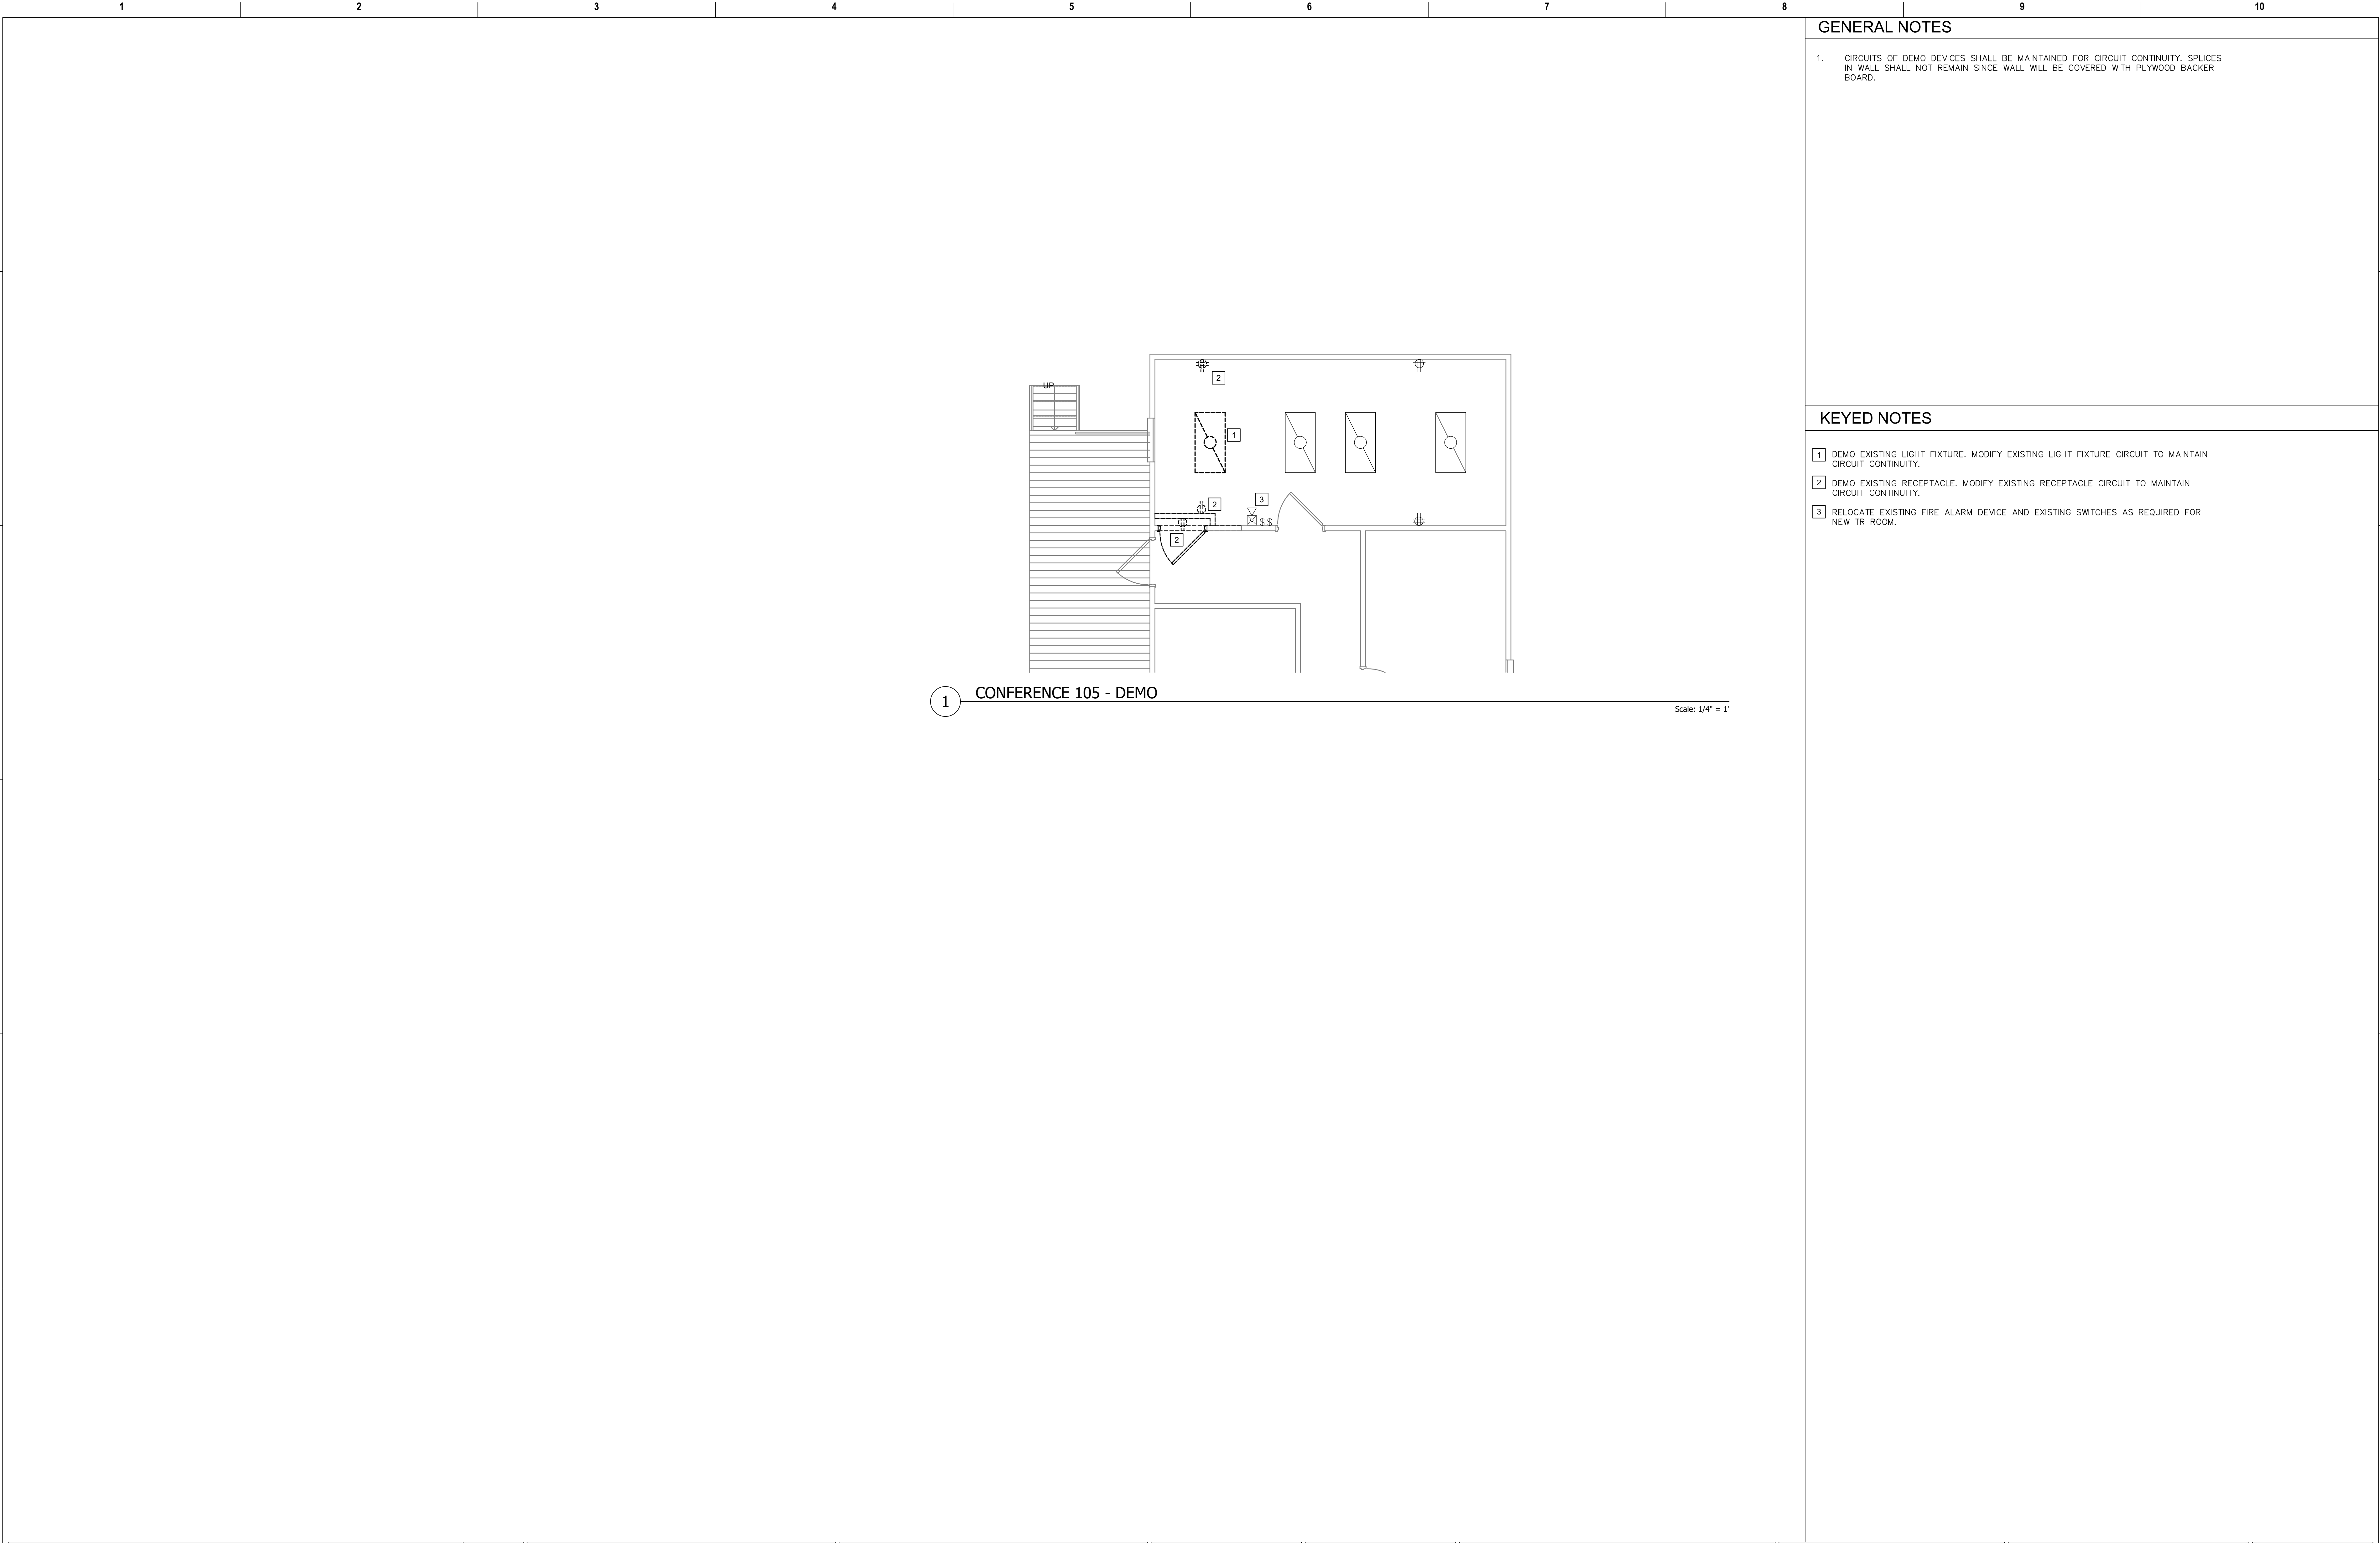 1 2 3 4 5 6 7 8 9 10
GENERAL NOTES
1. CIRCUITS OF DEMO DEVICES SHALL BE MAINTAINED FOR CIRCUIT CONTINUITY. SPLICES
IN WALL SHALL NOT REMAIN SINCE WALL WILL BE COVERED WITH PLYWOOD BACKER
BOARD.
UP
2
1
2
3
$ $
2
1
CONFERENCE 105 - DEMO
Scale: 1/4" = 1'
KEYED NOTES
1 DEMO EXISTING LIGHT FIXTURE. MODIFY EXISTING LIGHT FIXTURE CIRCUIT TO MAINTAIN
CIRCUIT CONTINUITY.
2 DEMO EXISTING RECEPTACLE. MODIFY EXISTING RECEPTACLE CIRCUIT TO MAINTAIN
CIRCUIT CONTINUITY.
3 RELOCATE EXISTING FIRE ALARM DEVICE AND EXISTING SWITCHES AS REQUIRED FOR
NEW TR ROOM.